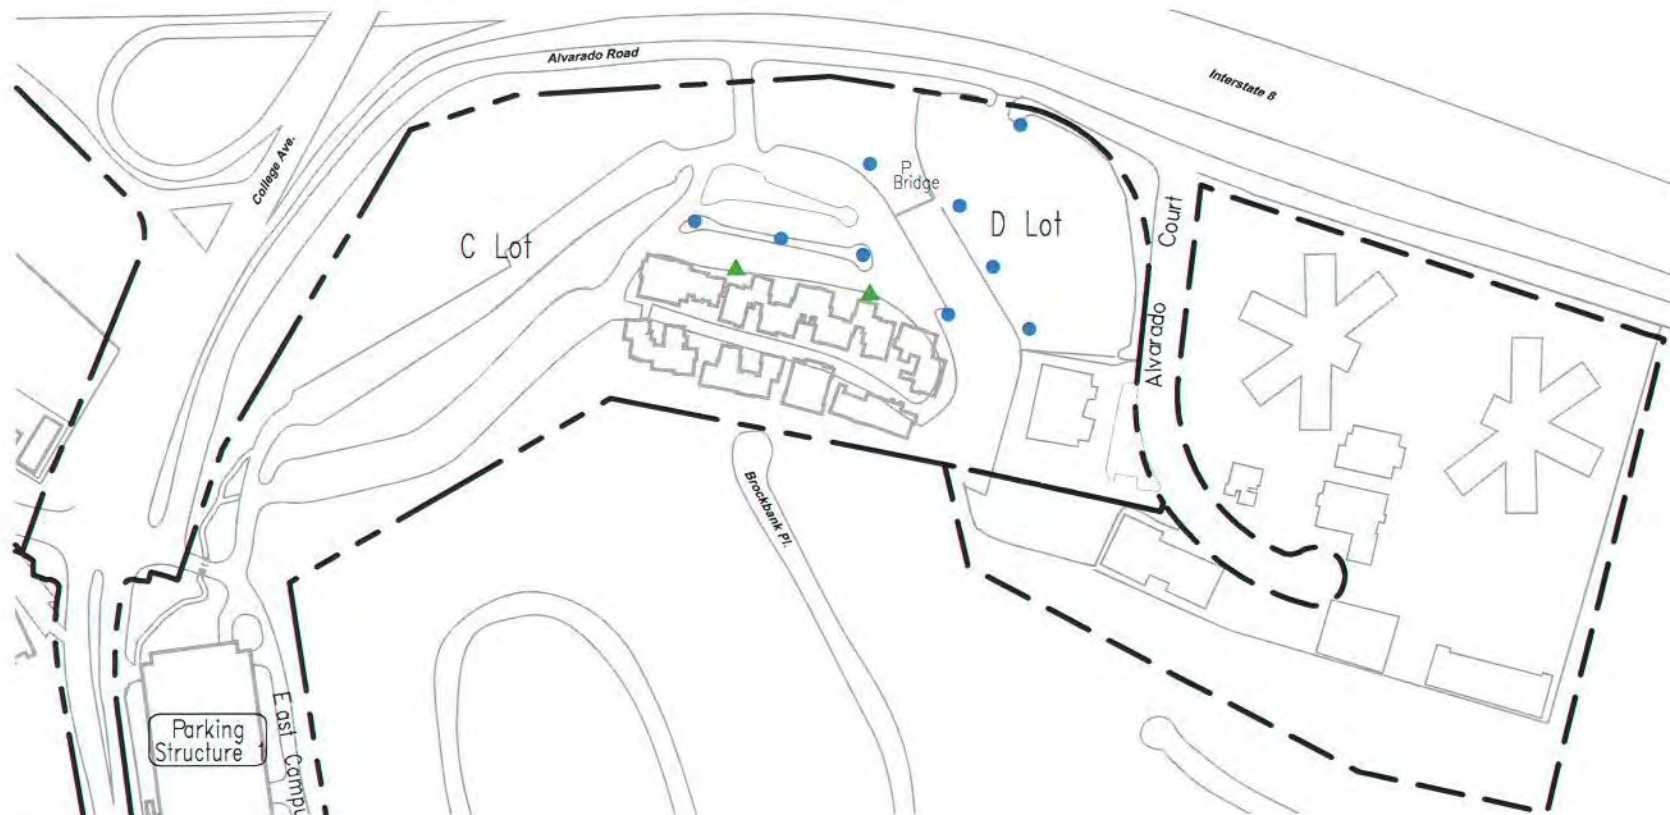 Alvarado Road
Interstate 8
College Ave.
P
Bridge
C Lot
D Lot
Alvarado Court
Brockbank Pl.
Parking
Structure 1
East Campu